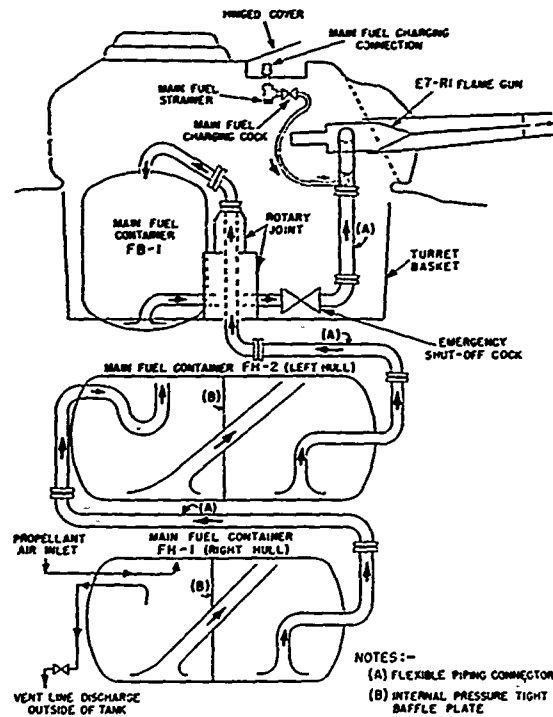 HINGED COVER
MAIN FUEL CHARGING
CONNECTION
MAIN FUEL
STRAINER
MAIN FUEL
CHARGING COCK
E7-R1 FLAME GUN
MAIN FUEL
CONTAINER
FB-1
ROTARY
JOINT
(A)
TURRET
BASKET
(A)
EMERGENCY
SHUT-OFF COCK
MAIN FUEL CONTAINER FH-2 (LEFT HULL)
(B)
(A)
PROPELLANT
AIR INLET
MAIN FUEL CONTAINER
FH-1 (RIGHT HULL)
(B)
VENT LINE DISCHARGE
OUTSIDE OF TANK
NOTES:-
(A) FLEXIBLE PIPING CONNECTOR
(B) INTERNAL PRESSURE TIGHT
BAFFLE PLATE